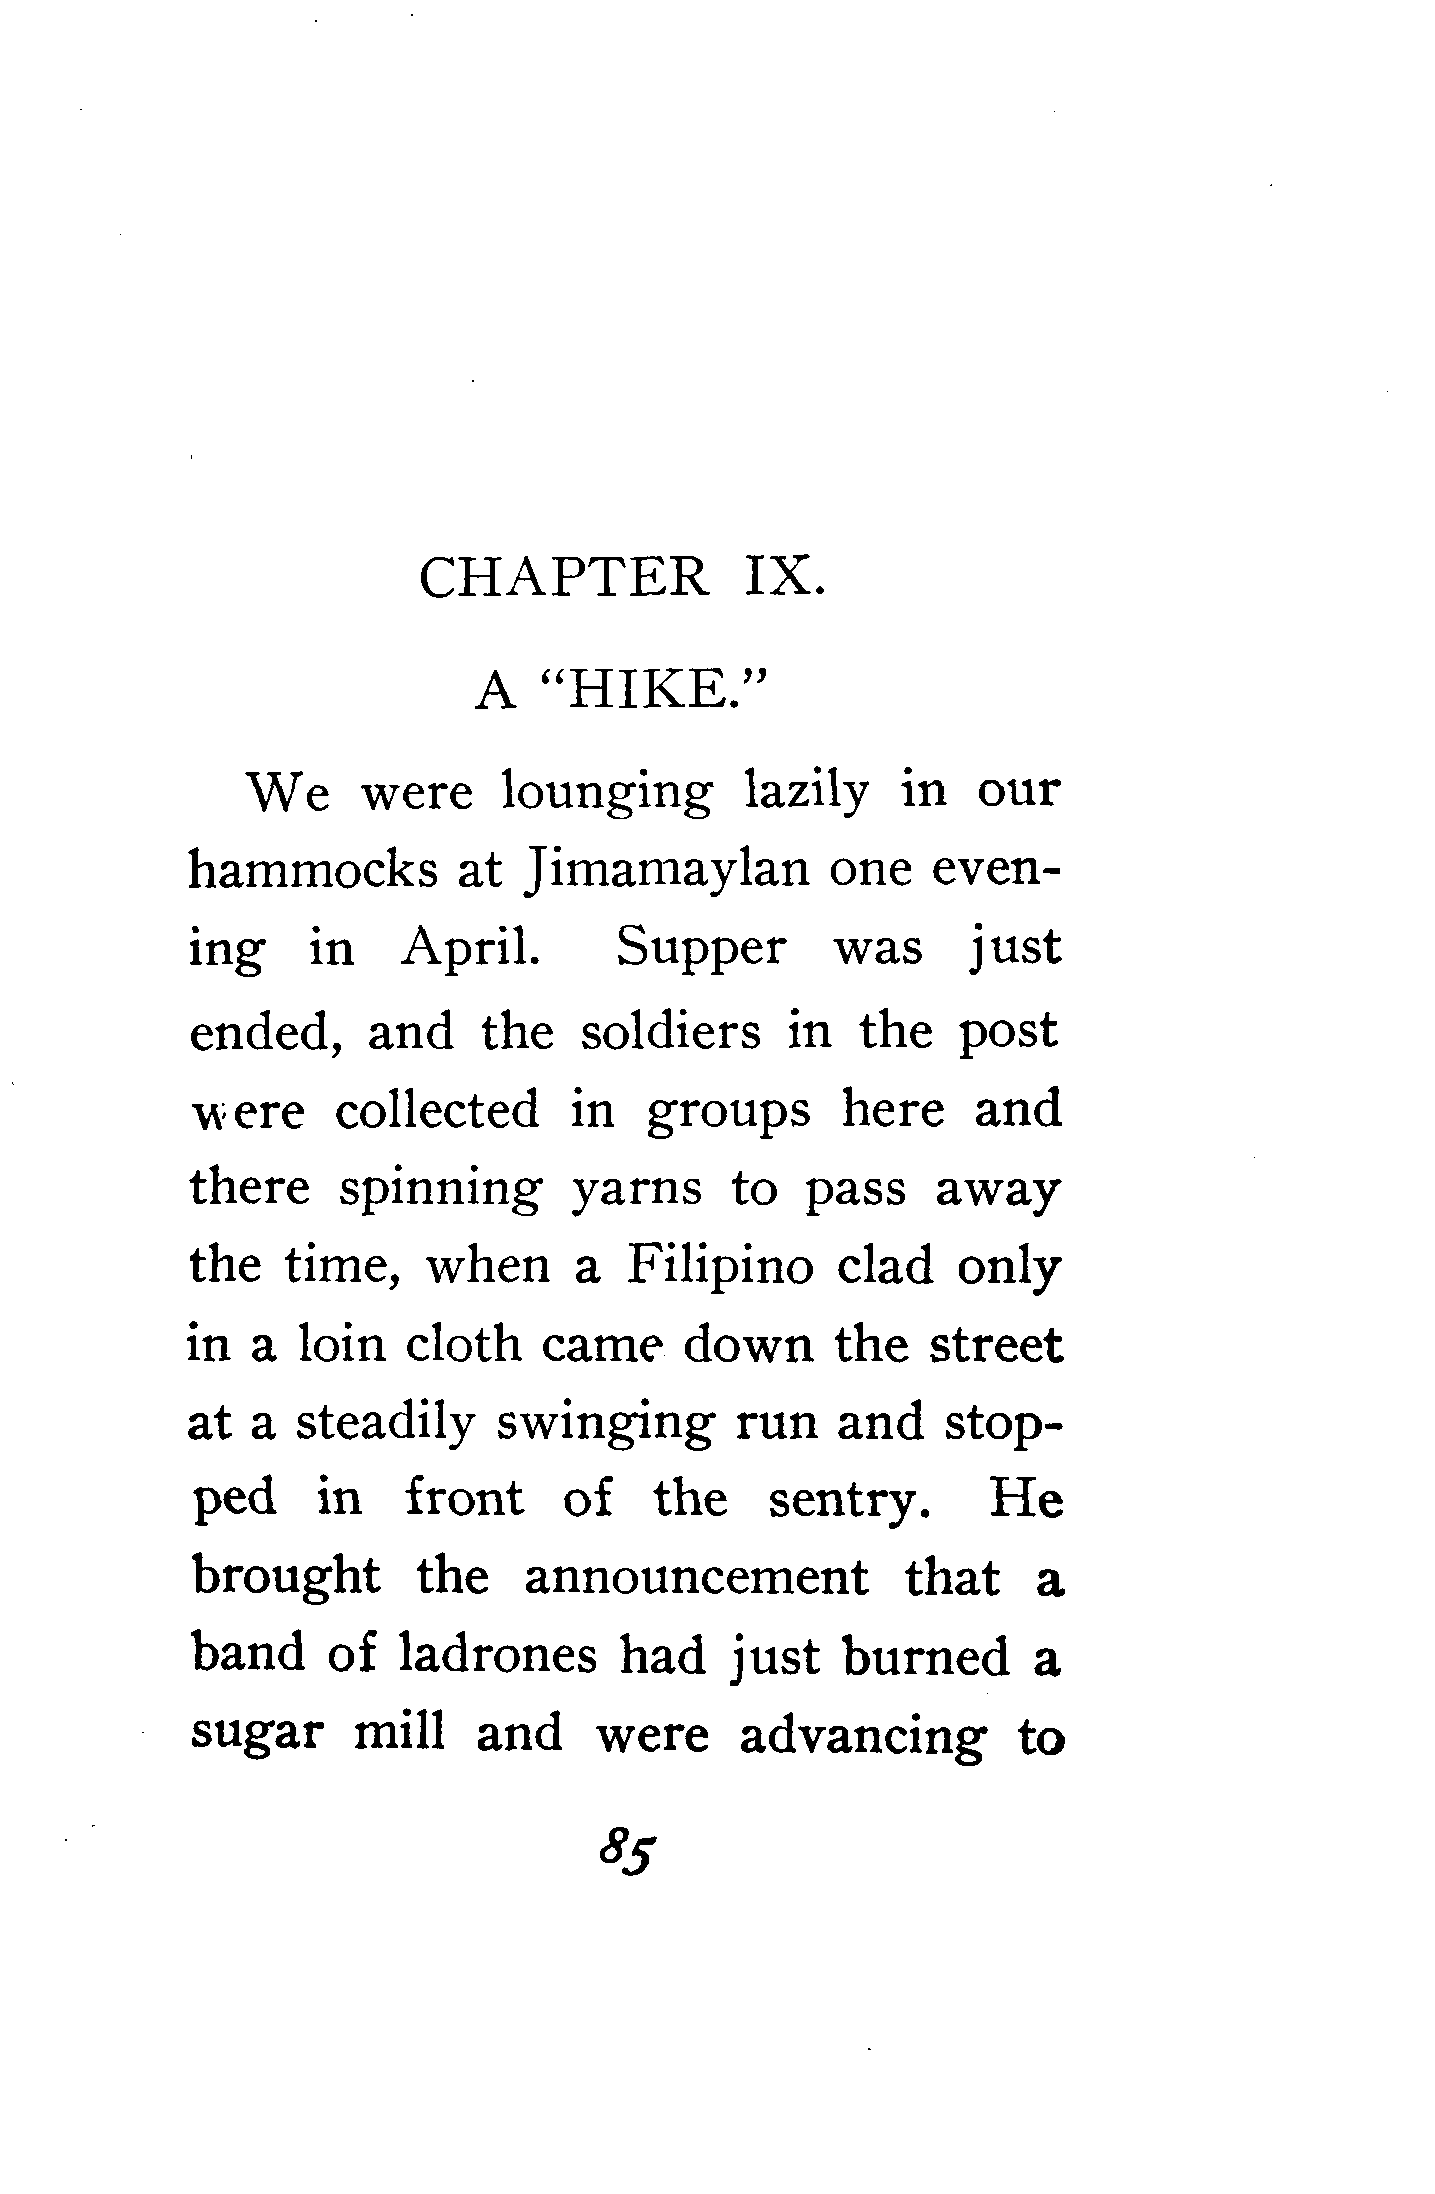 CHAPTER IX.
A “HIKE.”
We were lounging lazily in our
hammocks at Jimamaylan one even-
ing in April. Supper was just
ended, and the soldiers in the post
were collected in groups here and
there spinning yarns to pass away
the time, when a Filipino clad only
in a loin cloth came down the street
at a steadily swinging run and stop-
ped in front of the sentry. He
brought the announcement that a
band of ladrones had just burned a
sugar mill and were advancing to
85